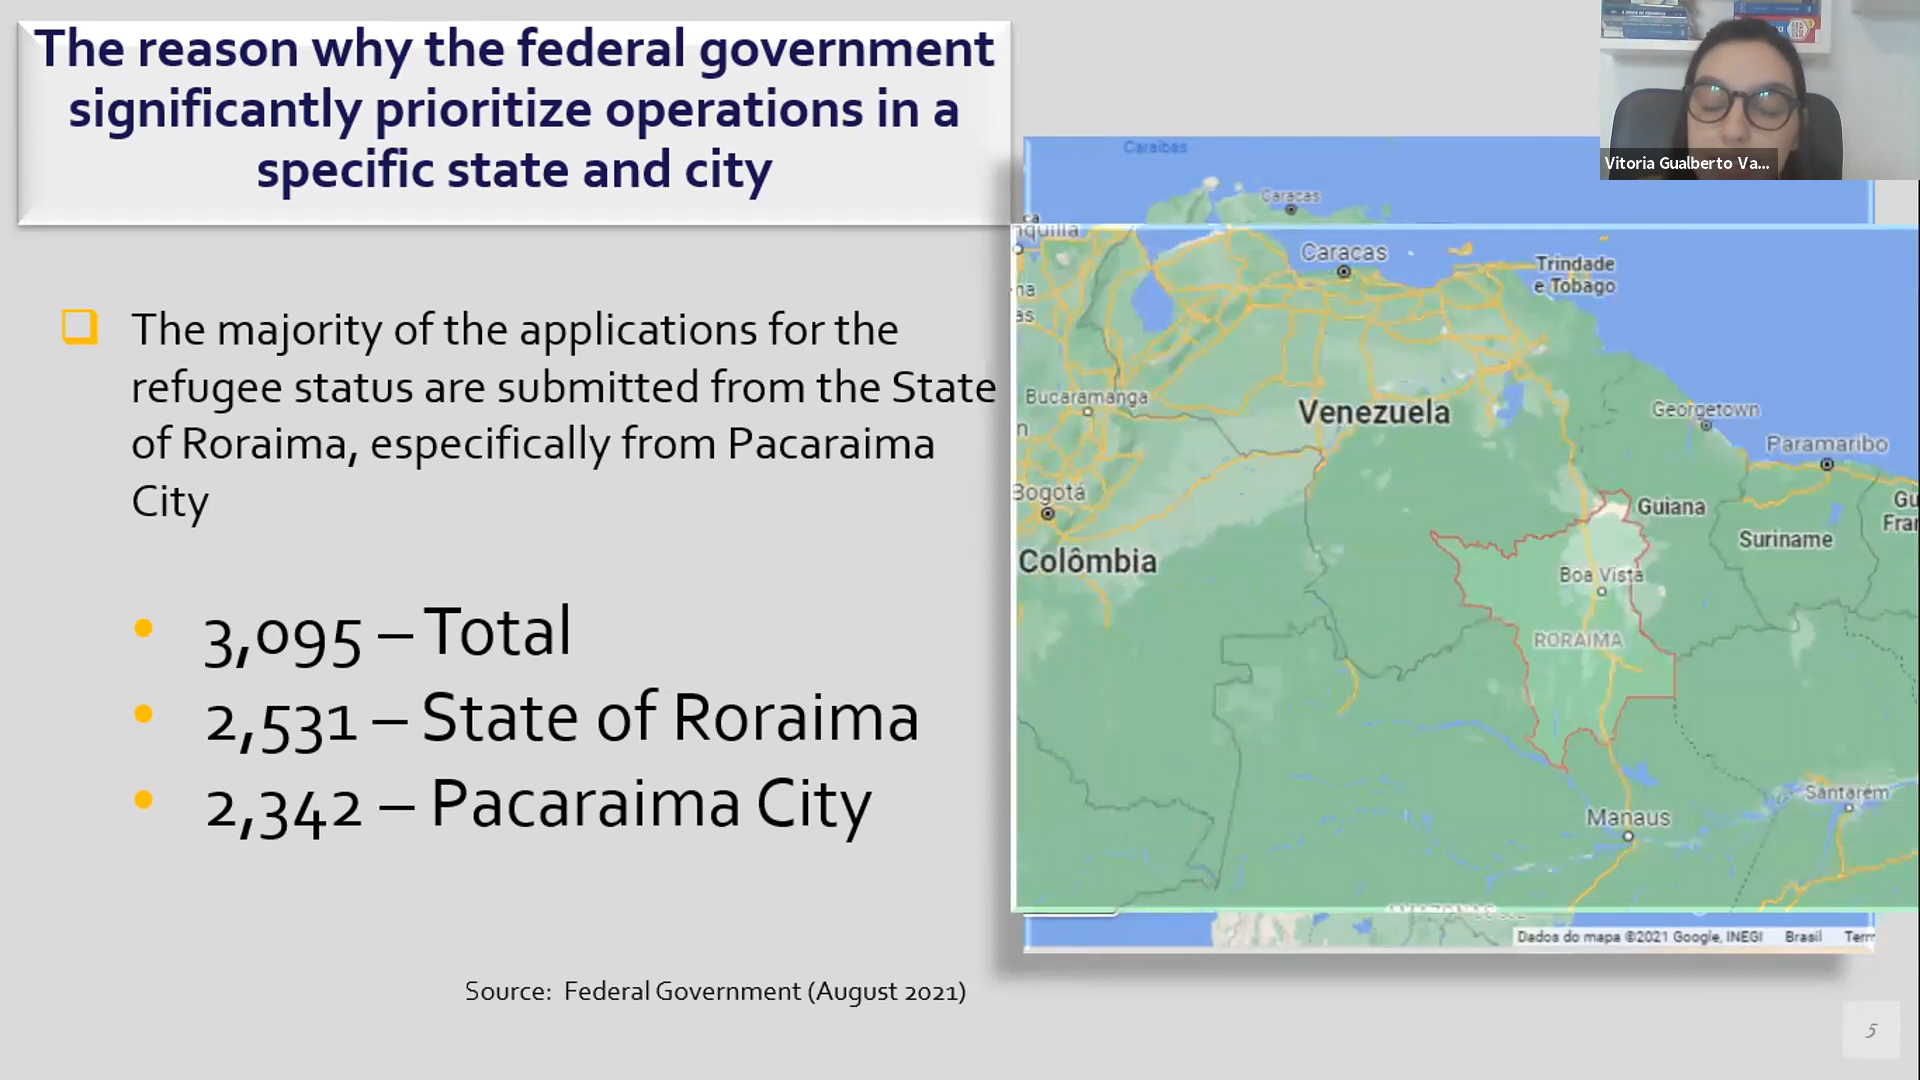 The reason why the federal government
significantly prioritize operations in a
specific state and city
Vitoria Gualberto Va...
The majority of the applications for the
refugee status are submitted from the State
of Roraima, especifically from Pacaraima
City
3,095 – Total
2,531 – State of Roraima
2,342 – Pacaraima City
Source: Federal Government (August 2021)
Caraibas
Caracas
nquilla
Caracas
Trindade
e Tobago
Bucaramanga
Venezuela
Georgetown
Paramaribo
Bogotá
Guiana
Gu
Fran
Suriname
Colômbia
Boa Vista
RORAIMA
Santarém
Manaus
Dados do mapa ©2021 Google, INEGI Brasil Term
5